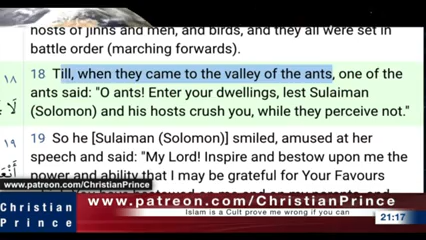 hosts of jinns and men, and birds, and they all were set in
battle order (marching forwards).
18 Till, when they came to the valley of the ants, one of the
ants said: "O ants! Enter your dwellings, lest Sulaiman
(Solomon) and his hosts crush you, while they perceive not."
١٨
19 So he [Sulaiman (Solomon)] smiled, amused at her
speech and said: "My Lord! Inspire and bestow upon me the
power and ability that I may be grateful for Your Favours
١٩
www.patreon.com/ChristianPrince
Christian
Prince
www.patreon.com/ChristianPrince
Islam is a Cult prove me wrong if you can
21:17